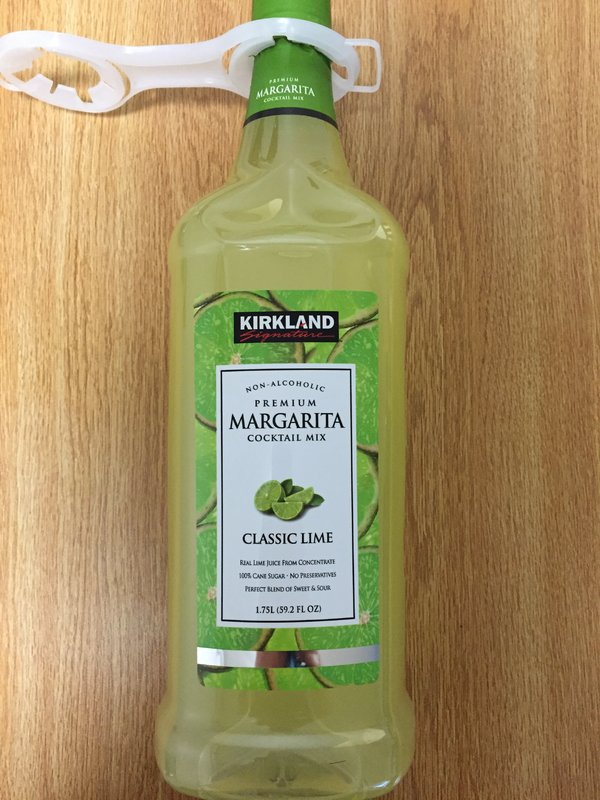 PREMIUM
MARGARITA
COCKTAIL MIX
KIRKLAND
Signature
NON-ALCOHOLIC
PREMIUM
MARGARITA
COCKTAIL MIX
CLASSIC LIME
REAL LIME JUICE FROM CONCENTRATE
100% CANE SUGAR · NO PRESERVATIVES
PERFECT BLEND OF SWEET & SOUR
1.75L (59.2 FL OZ)